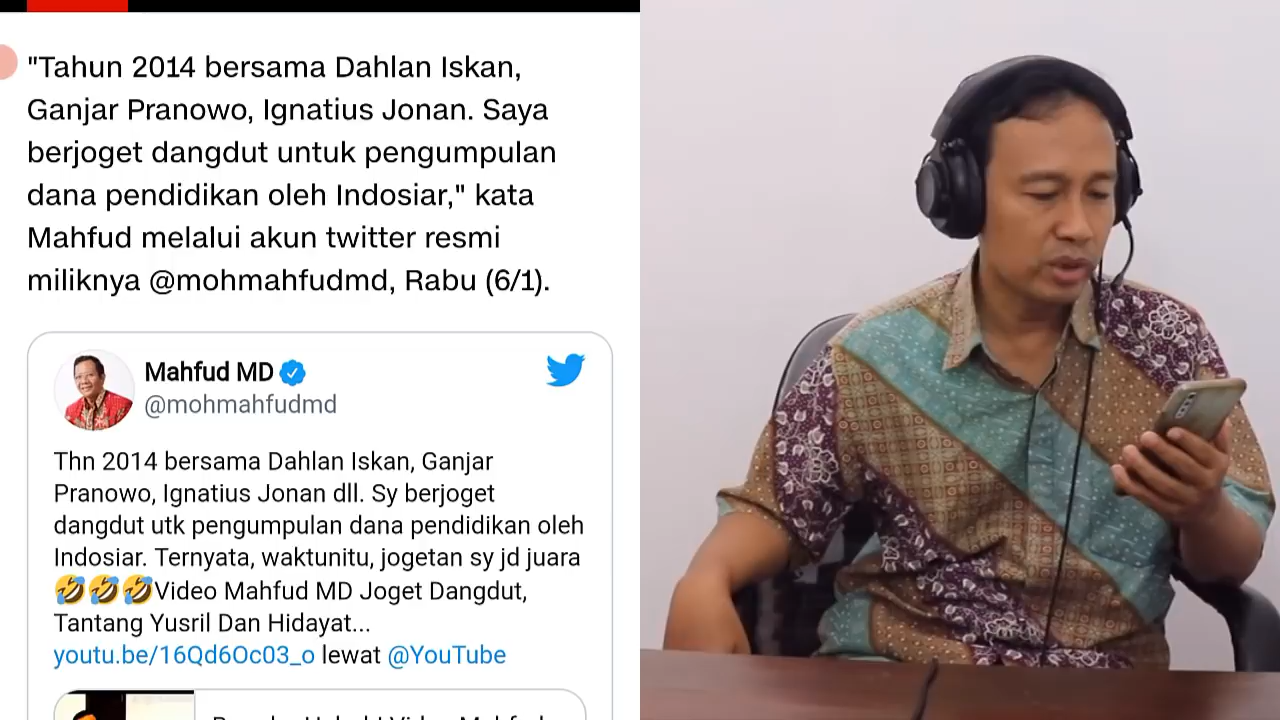 "Tahun 2014 bersama Dahlan Iskan,
Ganjar Pranowo, Ignatius Jonan. Saya
berjoget dangdut untuk pengumpulan
dana pendidikan oleh Indosiar," kata
Mahfud melalui akun twitter resmi
miliknya @mohmahfudmd, Rabu (6/1).
Mahfud MD
@mohmahfudmd
Thn 2014 bersama Dahlan Iskan, Ganjar
Pranowo, Ignatius Jonan dll. Sy berjoget
dangdut utk pengumpulan dana pendidikan oleh
Indosiar. Ternyata, waktunitu, jogetan sy jd juara
🤣🤣🤣Video Mahfud MD Joget Dangdut,
Tantang Yusril Dan Hidayat...
youtu.be/16Qd6Oc03_o lewat @YouTube